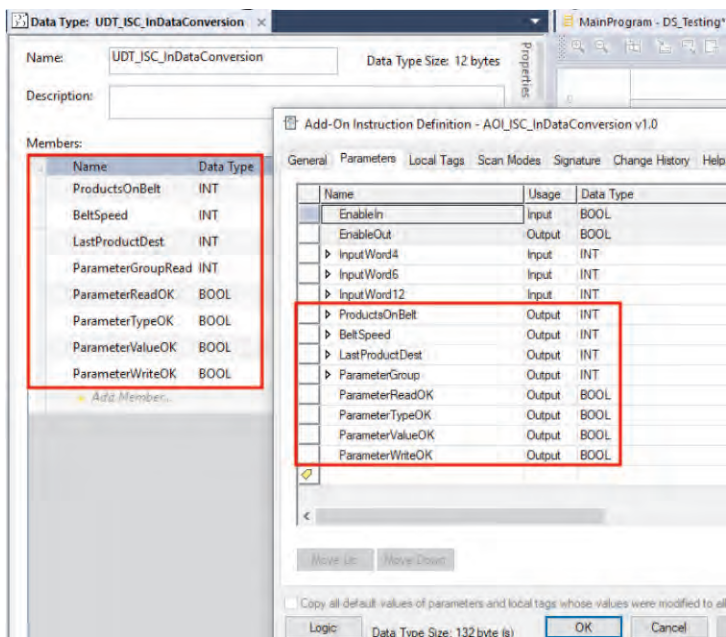 Data Type: UDT_ISC_InDataConversion ×
MainProgram - DS_Testing*
Name: UDT_ISC_InDataConversion Data Type Size: 12 bytes
Properties
Description:
Members:
Name Data Type
ProductsOnBelt INT
BeltSpeed INT
LastProductDest INT
ParameterGroupRead INT
ParameterReadOK BOOL
ParameterTypeOK BOOL
ParameterValueOK BOOL
ParameterWriteOK BOOL
Add Member...
Add-On Instruction Definition - AOI_ISC_InDataConversion v1.0
General Parameters Local Tags Scan Modes Signature Change History Help
Name Usage Data Type
EnableIn Input BOOL
EnableOut Output BOOL
InputWord4 Input INT
InputWord6 Input INT
InputWord12 Input INT
ProductsOnBelt Output INT
BeltSpeed Output INT
LastProductDest Output INT
ParameterGroup Output INT
ParameterReadOK Output BOOL
ParameterTypeOK Output BOOL
ParameterValueOK Output BOOL
ParameterWriteOK Output BOOL
Move Up Move Down
Copy all default values of parameters and local tags whose values were modified to all
Logic Data Type Size: 132 byte (s) OK Cancel